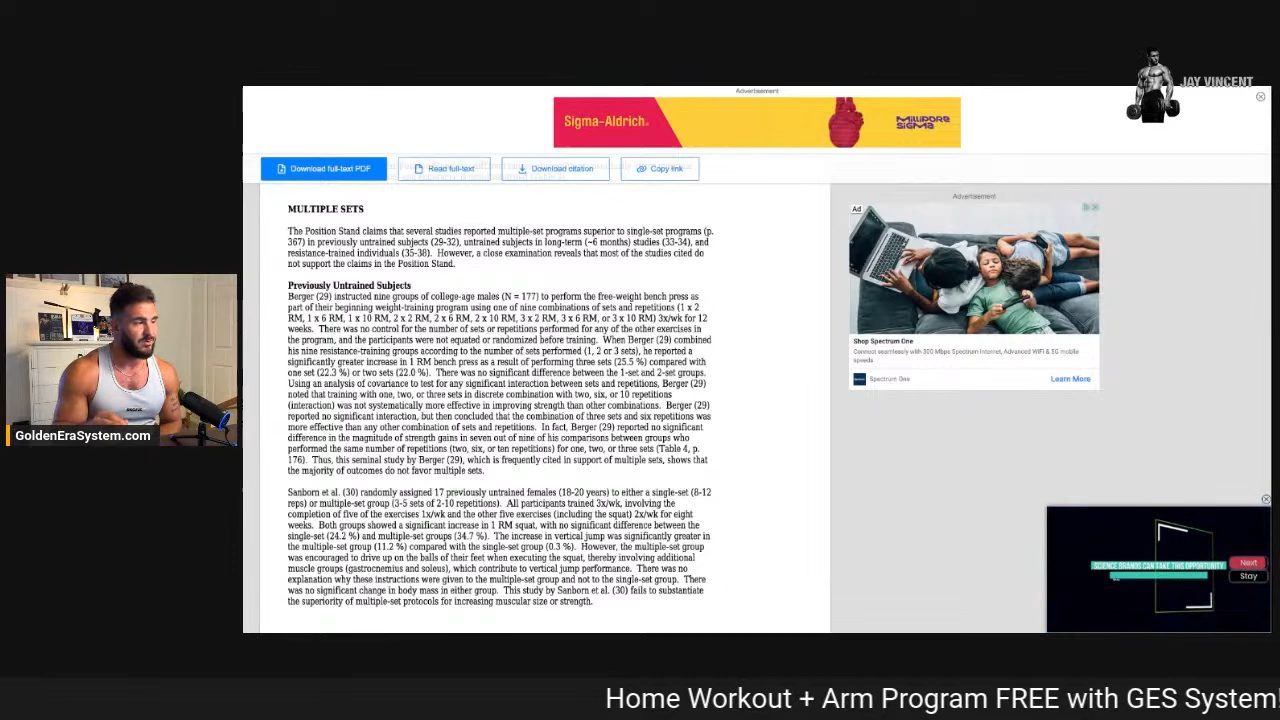 JAY VINCENT
Advertisement
Sigma-Aldrich.
MILLIPORE
SIGMA
Download full-text PDF
Read full-text
Download citation
Copy link
MULTIPLE SETS
The Position Stand claims that several studies reported multiple-set programs superior to single-set programs (p.
367) in previously untrained subjects (29-32), untrained subjects in long-term (~6 months) studies (33-34), and
resistance-trained individuals (35-38). However, a close examination reveals that most of the studies cited do
not support the claims in the Position Stand.
Previously Untrained Subjects
Berger (29) instructed nine groups of college-age males (N = 177) to perform the free-weight bench press as
part of their beginning weight-training program using one of nine combinations of sets and repetitions (1 x 2
RM, 1 x 6 RM, 1 x 10 RM, 2 x 2 RM, 2 x 6 RM, 2 x 10 RM, 3 x 2 RM, 3 x 6 RM, or 3 x 10 RM) 3x/wk for 12
weeks. There was no control for the number of sets or repetitions performed for any of the other exercises in
the program, and the participants were not equated or randomized before training. When Berger (29) combined
his nine resistance-training groups according to the number of sets performed (1, 2 or 3 sets), he reported a
significantly greater increase in 1 RM bench press as a result of performing three sets (25.5 %) compared with
one set (22.3 %) or two sets (22.0 %). There was no significant difference between the 1-set and 2-set groups.
Using an analysis of covariance to test for any significant interaction between sets and repetitions, Berger (29)
noted that training with one, two, or three sets in discrete combination with two, six, or 10 repetitions
(interaction) was not systematically more effective in improving strength than other combinations. Berger (29)
reported no significant interaction, but then concluded that the combination of three sets and six repetitions was
more effective than any other combination of sets and repetitions. In fact, Berger (29) reported no significant
difference in the magnitude of strength gains in seven out of nine of his comparisons between groups who
performed the same number of repetitions (two, six, or ten repetitions) for one, two, or three sets (Table 4, p.
176). Thus, this seminal study by Berger (29), which is frequently cited in support of multiple sets, shows that
the majority of outcomes do not favor multiple sets.
Sanborn et al. (30) randomly assigned 17 previously untrained females (18-20 years) to either a single-set (8-12
reps) or multiple-set group (3-5 sets of 2-10 repetitions). All participants trained 3x/wk, involving the
completion of five of the exercises 1x/wk and the other five exercises (including the squat) 2x/wk for eight
weeks. Both groups showed a significant increase in 1 RM squat, with no significant difference between the
single-set (24.2 %) and multiple-set groups (34.7 %). The increase in vertical jump was significantly greater in
the multiple-set group (11.2 %) compared with the single-set group (0.3 %). However, the multiple-set group
was encouraged to drive up on the balls of their feet when executing the squat, thereby involving additional
muscle groups (gastrocnemius and soleus), which contribute to vertical jump performance. There was no
explanation why these instructions were given to the multiple-set group and not to the single-set group. There
was no significant change in body mass in either group. This study by Sanborn et al. (30) fails to substantiate
the superiority of multiple-set protocols for increasing muscular size or strength.
Advertisement
Ad
Shop Spectrum One
Connect seamlessly with 300 Mbps Spectrum Internet, Advanced WiFi & 5G mobile
speeds
Spectrum One
Learn More
SCIENCE BRANDS CAN TAKE THIS OPPORTUNITY
Next
Stay
GoldenEraSystem.com
Home Workout + Arm Program FREE with GES System!